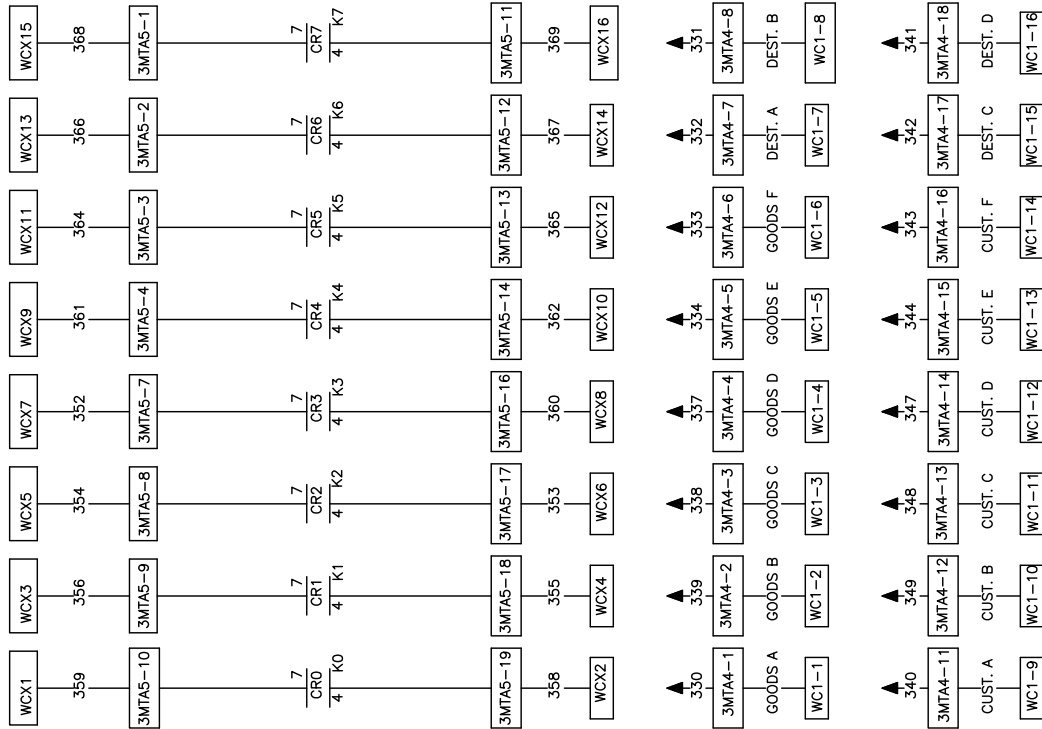 WCX1 WCX3 WCX5 WCX7 WCX9 WCX11 WCX13 WCX15
359 356 354 352 361 364 366 368
3MTA5-10 3MTA5-9 3MTA5-8 3MTA5-7 3MTA5-4 3MTA5-3 3MTA5-2 3MTA5-1
7 7 7 7 7 7 7 7
CR0 CR1 CR2 CR3 CR4 CR5 CR6 CR7
4 K0 4 K1 4 K2 4 K3 4 K4 4 K5 4 K6 4 K7
3MTA5-19 3MTA5-18 3MTA5-17 3MTA5-16 3MTA5-14 3MTA5-13 3MTA5-12 3MTA5-11
358 355 353 360 362 365 367 369
WCX2 WCX4 WCX6 WCX8 WCX10 WCX12 WCX14 WCX16
330 339 338 337 334 333 332 331
3MTA4-1 3MTA4-2 3MTA4-3 3MTA4-4 3MTA4-5 3MTA4-6 3MTA4-7 3MTA4-8
GOODS A GOODS B GOODS C GOODS D GOODS E GOODS F DEST. A DEST. B
WC1-1 WC1-2 WC1-3 WC1-4 WC1-5 WC1-6 WC1-7 WC1-8
340 349 348 347 344 343 342 341
3MTA4-11 3MTA4-12 3MTA4-13 3MTA4-14 3MTA4-15 3MTA4-16 3MTA4-17 3MTA4-18
CUST. A CUST. B CUST. C CUST. D CUST. E CUST. F DEST. C DEST. D
WC1-9 WC1-10 WC1-11 WC1-12 WC1-13 WC1-14 WC1-15 WC1-16